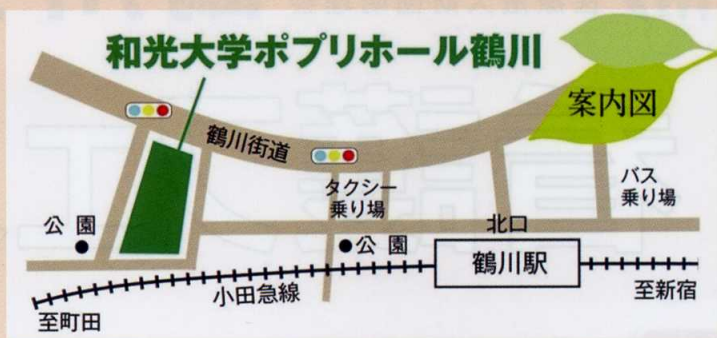 和光大学ポプリホール鶴川
案内図
鶴川街道
タクシー
乗り場
バス
乗り場
公園
北口
公園
鶴川駅
小田急線
至新宿
至町田